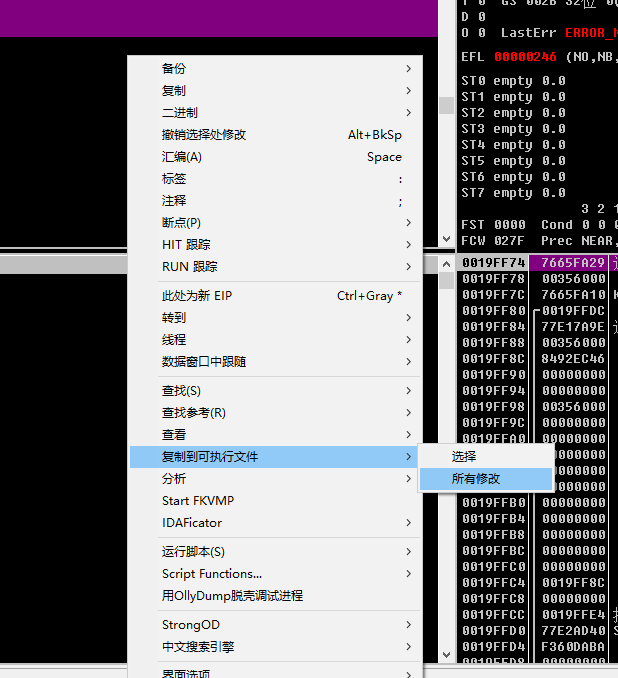 T 0 GS 002B 32位
D 0
O 0 LastErr ERROR_
EFL 00000246 (NO,NB,
ST0 empty 0.0
ST1 empty 0.0
ST2 empty 0.0
ST3 empty 0.0
ST4 empty 0.0
ST5 empty 0.0
ST6 empty 0.0
ST7 empty 0.0
3 2 1
FST 0000 Cond 0 0 0
FCW 027F Prec NEAR,
备份
复制
二进制
撤销选择处修改 Alt+BkSp
汇编(A) Space
标签 :
注释 ;
断点(P)
HIT 跟踪
RUN 跟踪
此处为新 EIP Ctrl+Gray *
转到
线程
数据窗口中跟随
查找(S)
查找参考(R)
查看
复制到可执行文件
分析
Start FKVMP
IDAFicator
运行脚本(S)
Script Functions...
用OllyDump脱壳调试进程
StrongOD
中文搜索引擎
界面选项
选择
所有修改
0019FF74 7665FA29
0019FF78 00356000
0019FF7C 7665FA10 K
0019FF80 0019FFDC
0019FF84 77E17A9E
0019FF88 00356000
0019FF8C 8492EC46
0019FF90 00000000
0019FF94 00000000
0019FF98 00356000
0019FF9C 00000000
0019FFA0 00000000
0019FFB0 00000000
0019FFB4 00000000
0019FFB8 00000000
0019FFBC 00000000
0019FFC0 00000000
0019FFC4 0019FF8C
0019FFC8 00000000
0019FFCC 0019FFE4
0019FFD0 77E2AD40 S
0019FFD4 F360DABA
0019FFD8 00000000